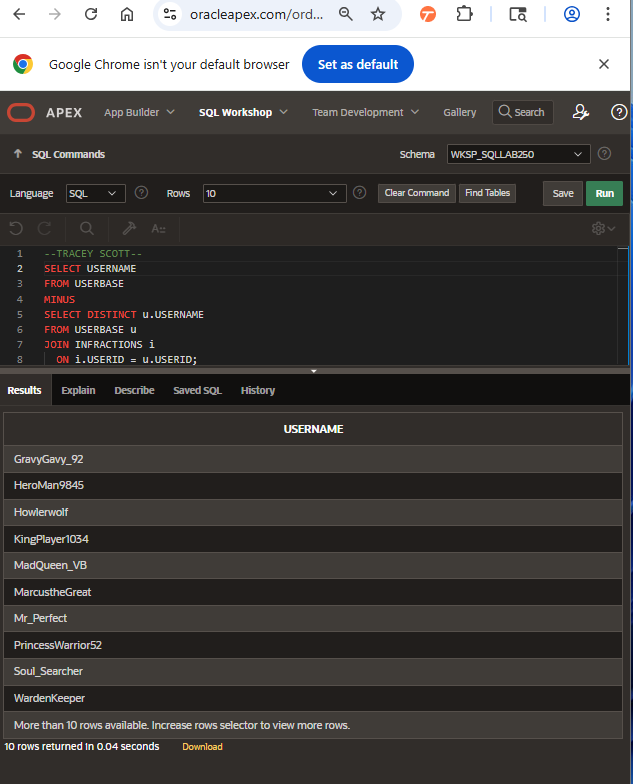 oracleapex.com/ord...
Google Chrome isn't your default browser
Set as default
APEX
App Builder
SQL Workshop
Team Development
Gallery
Search
SQL Commands
Schema
WKSP_SQLLAB250
Language
SQL
Rows
10
Clear Command
Find Tables
Save
Run
1 --TRACEY SCOTT--
2 SELECT USERNAME
3 FROM USERBASE
4 MINUS
5 SELECT DISTINCT u.USERNAME
6 FROM USERBASE u
7 JOIN INFRACTIONS i
8 ON i.USERID = u.USERID;
Results
Explain
Describe
Saved SQL
History
USERNAME
GravyGavy_92
HeroMan9845
Howlerwolf
KingPlayer1034
MadQueen_VB
MarcustheGreat
Mr_Perfect
PrincessWarrior52
Soul_Searcher
WardenKeeper
More than 10 rows available. Increase rows selector to view more rows.
10 rows returned in 0.04 seconds
Download